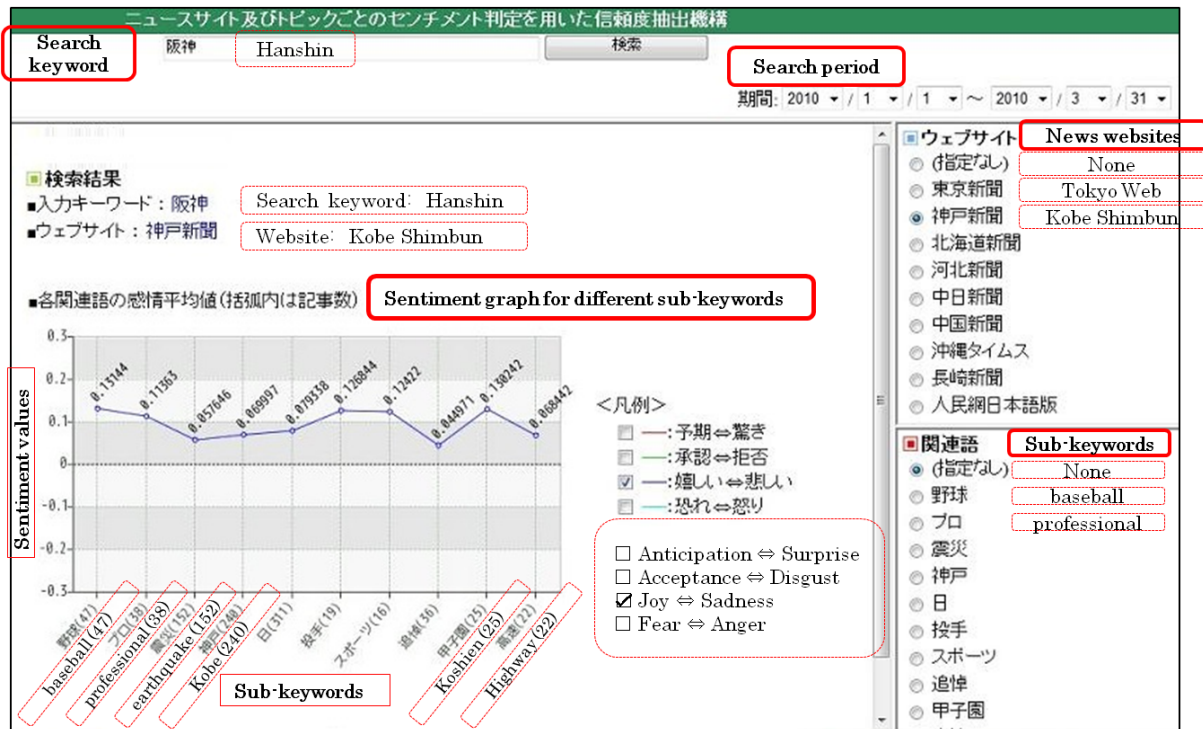 ニュースサイト及びトピックごとのセンチメント判定を用いた信頼度抽出機構
Search keyword
阪神
Hanshin
検索
Search period
期間: 2010 / 1 / 1 ～ 2010 / 3 / 31
検索結果
■入力キーワード：阪神
Search keyword: Hanshin
■ウェブサイト：神戸新聞
Website: Kobe Shimbun
■各関連語の感情平均値(括弧内は記事数)
Sentiment graph for different sub-keywords
Sentiment values
0.3
0.2
0.1
0
-0.1
-0.2
-0.3
0.13144
0.11363
0.057646
0.069997
0.079338
0.126844
0.12422
0.044971
0.130242
0.068442
野球(47)
プロ(38)
震災(152)
神戸(240)
日(311)
投手(19)
スポーツ(16)
追悼(36)
甲子園(25)
高速(22)
baseball(47)
professional(38)
earthquake(152)
Kobe(240)
Koshien(25)
Highway(22)
Sub-keywords
＜凡例＞
―:予期⇔驚き
―:承認⇔拒否
―:嬉しい⇔悲しい
―:恐れ⇔怒り
Anticipation ⇔ Surprise
Acceptance ⇔ Disgust
Joy ⇔ Sadness
Fear ⇔ Anger
ウェブサイト
News websites
(指定なし)
None
東京新聞
Tokyo Web
神戸新聞
Kobe Shimbun
北海道新聞
河北新聞
中日新聞
中国新聞
沖縄タイムス
長崎新聞
人民網日本語版
関連語
Sub-keywords
(指定なし)
None
野球
baseball
プロ
professional
震災
神戸
日
投手
スポーツ
追悼
甲子園